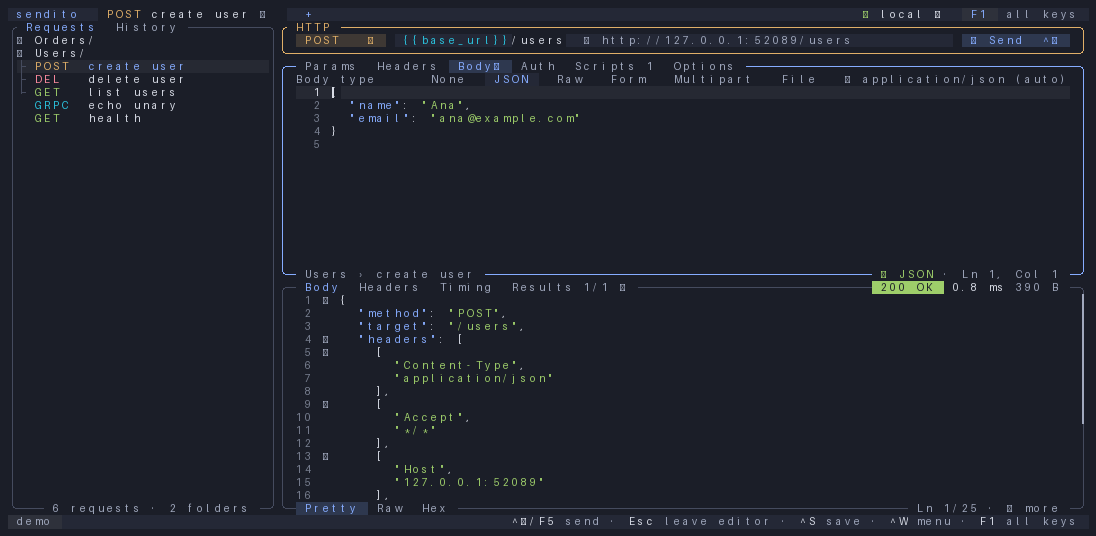 sendito POST create user + local F1 all keys
Requests History
Orders/
Users/
POST create user
DEL delete user
GET list users
GRPC echo unary
GET health
6 requests · 2 folders
HTTP
POST {{base_url}}/users http://127.0.0.1:52089/users Send ^
Params Headers Body Auth Scripts 1 Options
Body type None JSON Raw Form Multipart File application/json (auto)
1 {
2 "name": "Ana",
3 "email": "ana@example.com"
4 }
5
Users › create user JSON · Ln 1, Col 1
Body Headers Timing Results 1/1 200 OK 0.8 ms 390 B
1 {
2 "method": "POST",
3 "target": "/users",
4 "headers": [
5 [
6 "Content-Type",
7 "application/json"
8 ],
9 [
10 "Accept",
11 "*/*"
12 ],
13 [
14 "Host",
15 "127.0.0.1:52089"
16 ],
Pretty Raw Hex Ln 1/25 · more
demo ^/F5 send · Esc leave editor · ^S save · ^W menu · F1 all keys